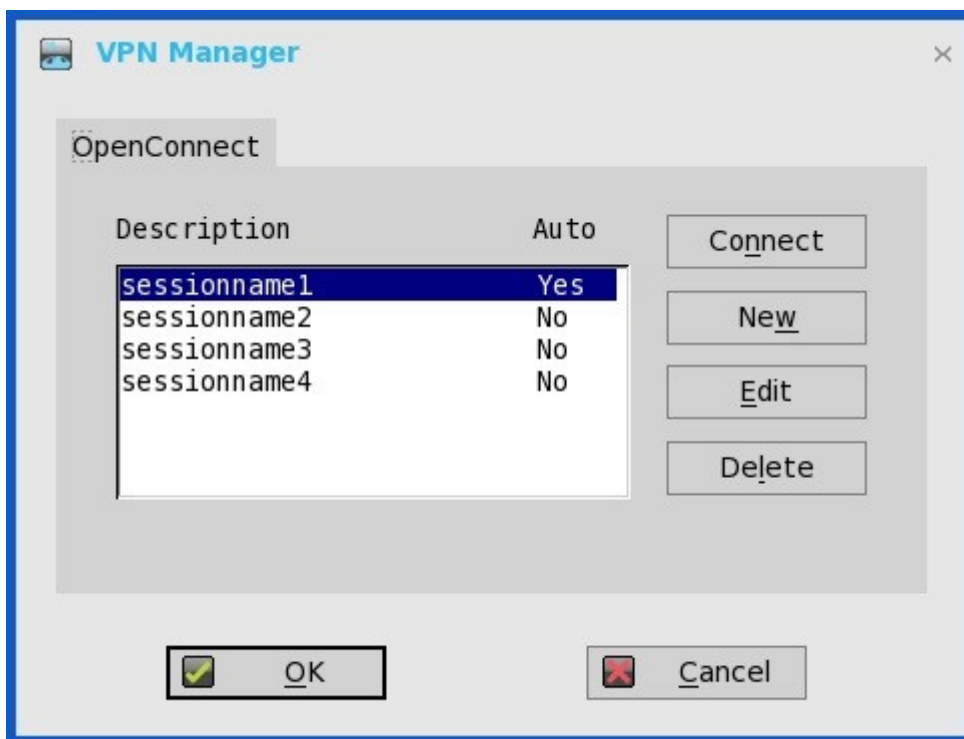 VPN Manager
OpenConnect
Description Auto
sessionname1 Yes
sessionname2 No
sessionname3 No
sessionname4 No
Connect
New
Edit
Delete
OK
Cancel